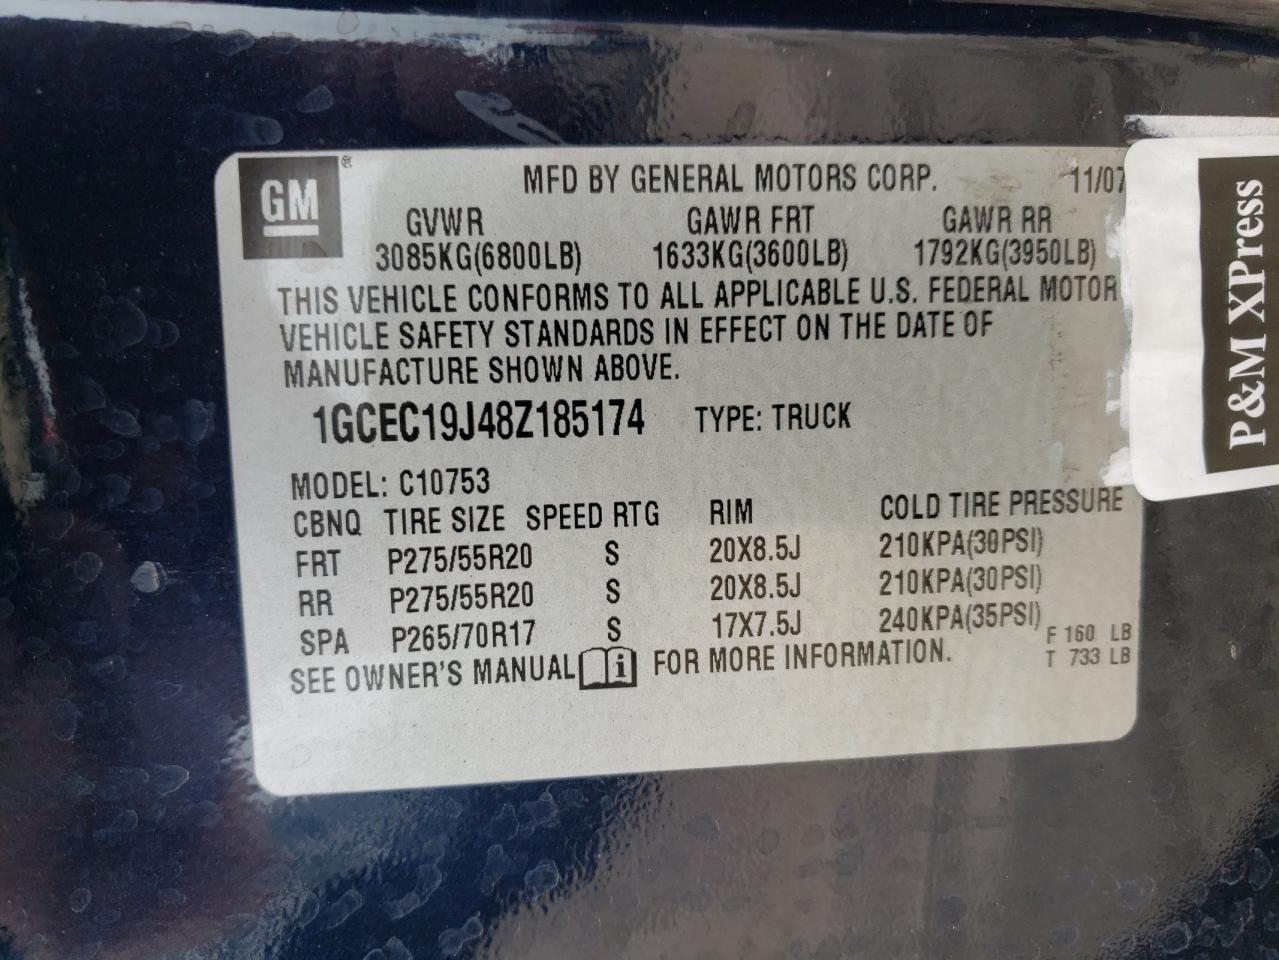 GM ® MFD BY GENERAL MOTORS CORP. 11/07
GVWR GAWR FRT GAWR RR
3085KG(6800LB) 1633KG(3600LB) 1792KG(3950LB)
THIS VEHICLE CONFORMS TO ALL APPLICABLE U.S. FEDERAL MOTOR
VEHICLE SAFETY STANDARDS IN EFFECT ON THE DATE OF
MANUFACTURE SHOWN ABOVE.
1GCEC19J48Z185174 TYPE: TRUCK
MODEL: C10753
CBNQ TIRE SIZE SPEED RTG RIM COLD TIRE PRESSURE
FRT P275/55R20 S 20X8.5J 210KPA(30PSI)
RR P275/55R20 S 20X8.5J 210KPA(30PSI)
SPA P265/70R17 S 17X7.5J 240KPA(35PSI)
F 160 LB
T 733 LB
SEE OWNER'S MANUAL i FOR MORE INFORMATION.
P&M XPress